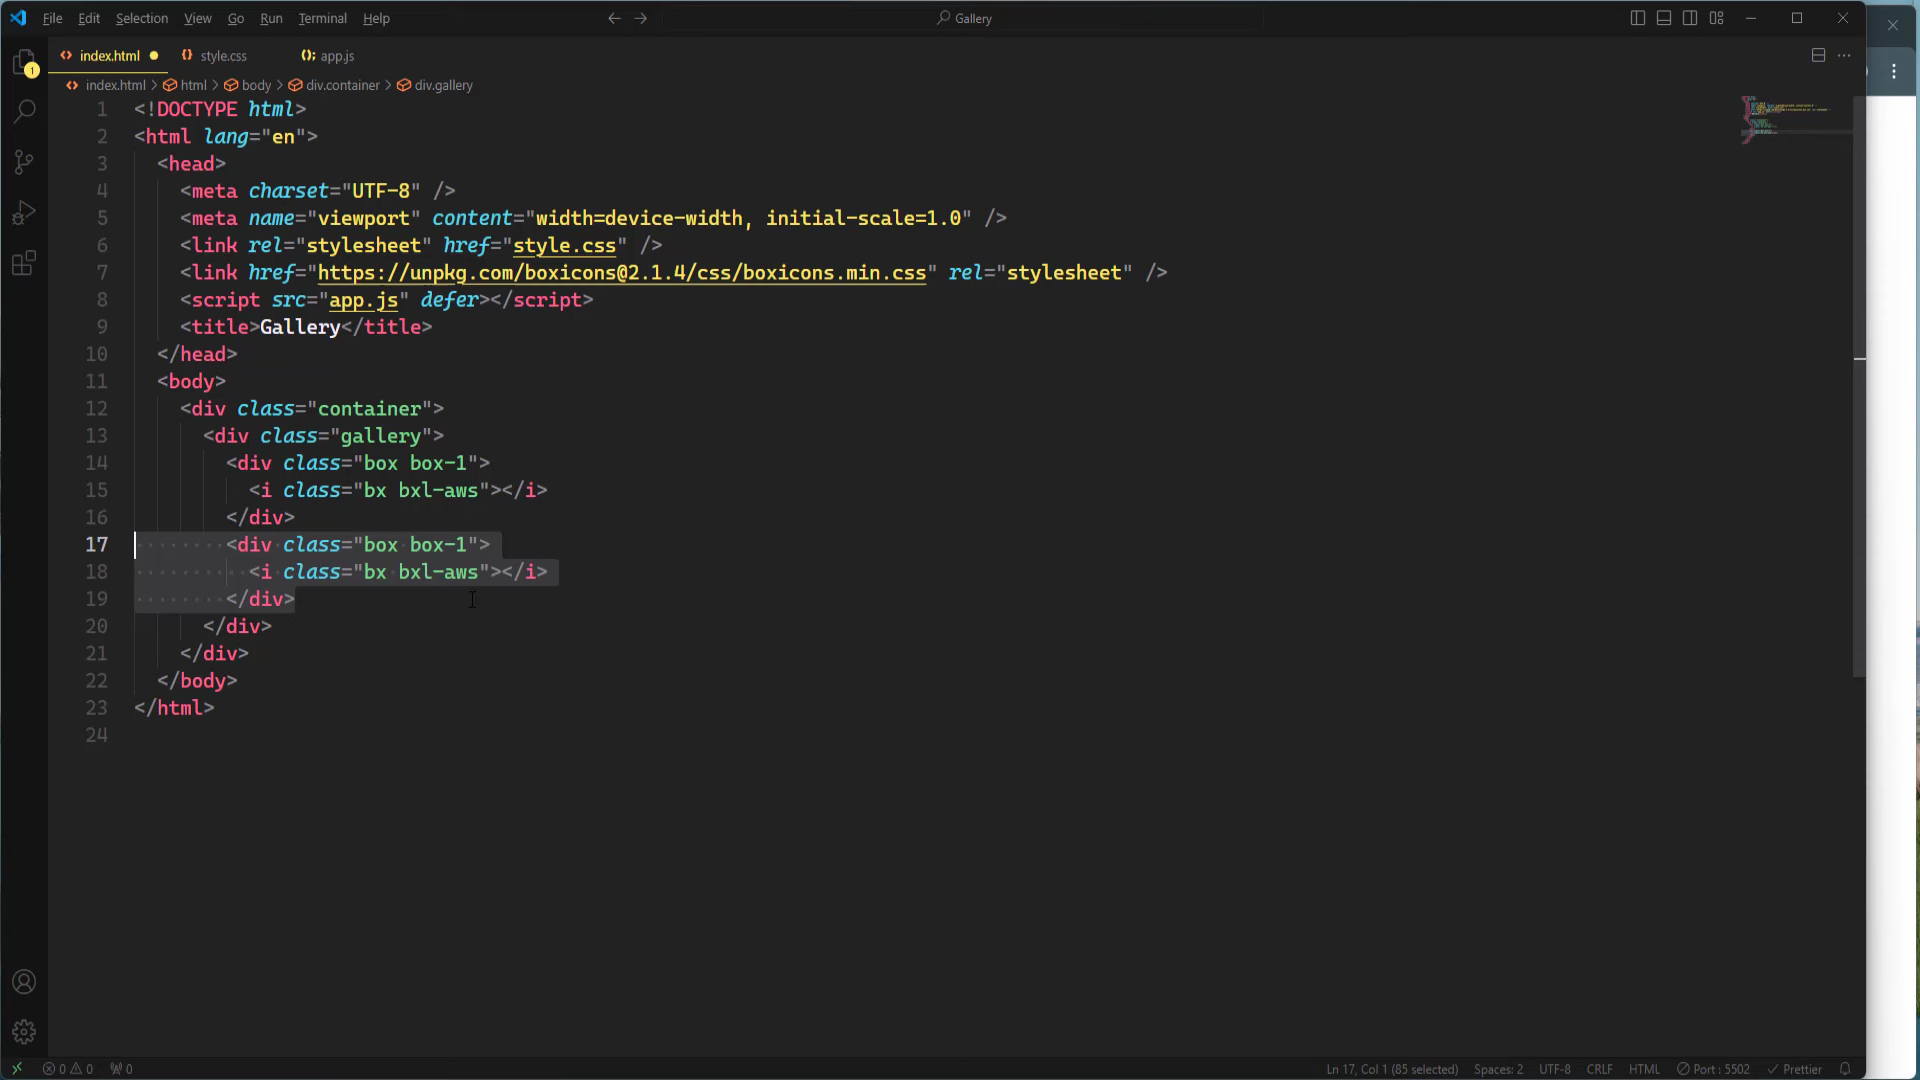 File Edit Selection View Go Run Terminal Help Gallery
index.html style.css app.js
1
index.html > html > body > div.container > div.gallery
1 <!DOCTYPE html>
2 <html lang="en">
3 <head>
4 <meta charset="UTF-8" />
5 <meta name="viewport" content="width=device-width, initial-scale=1.0" />
6 <link rel="stylesheet" href="style.css" />
7 <link href="https://unpkg.com/boxicons@2.1.4/css/boxicons.min.css" rel="stylesheet" />
8 <script src="app.js" defer></script>
9 <title>Gallery</title>
10 </head>
11 <body>
12 <div class="container">
13 <div class="gallery">
14 <div class="box box-1">
15 <i class="bx bxl-aws"></i>
16 </div>
17 <div class="box box-1">
18 <i class="bx bxl-aws"></i>
19 </div>
20 </div>
21 </div>
22 </body>
23 </html>
24
0 0 0 Ln 17, Col 1 (85 selected) Spaces: 2 UTF-8 CRLF HTML Port : 5502 Prettier